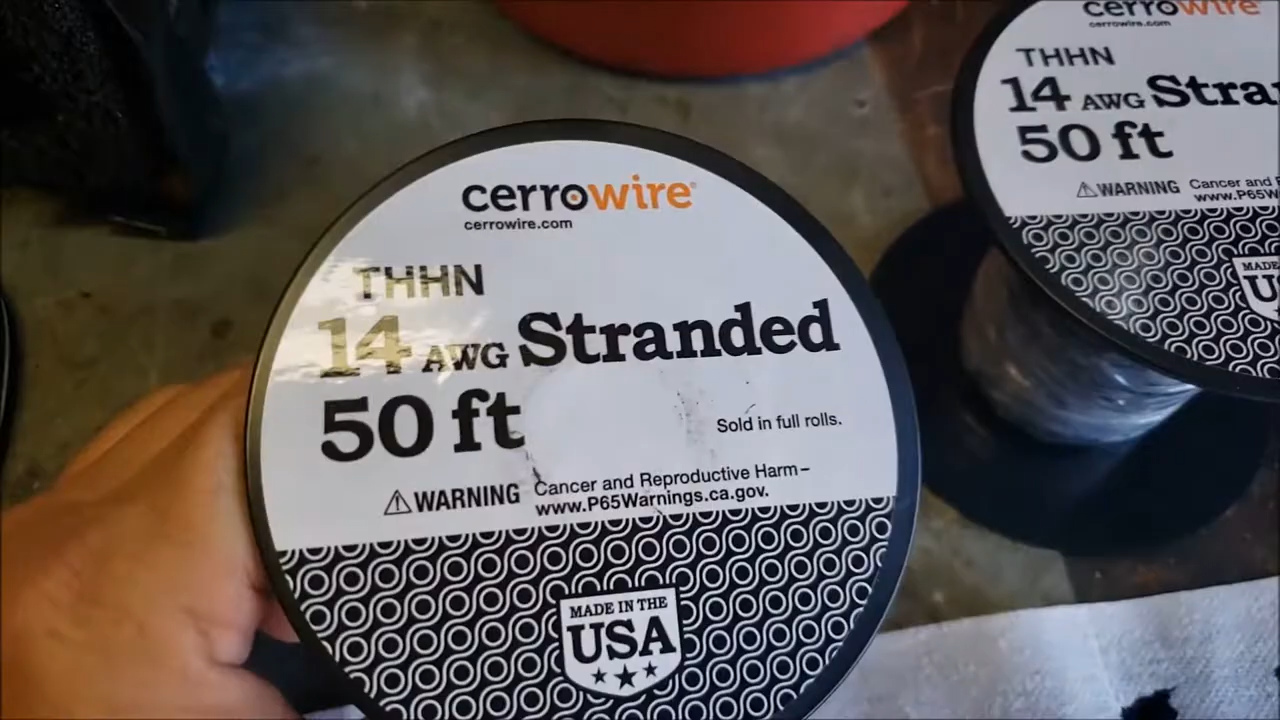 cerrowire®
cerrowire.com
THHN
14 AWG Stranded
50 ft
Sold in full rolls.
⚠WARNING Cancer and Reproductive Harm–
www.P65Warnings.ca.gov.
MADE IN THE
USA
cerrowire
cerrowire.com
THHN
14 AWG Stra
50 ft
⚠WARNING Cancer and
www.P65W
MADE